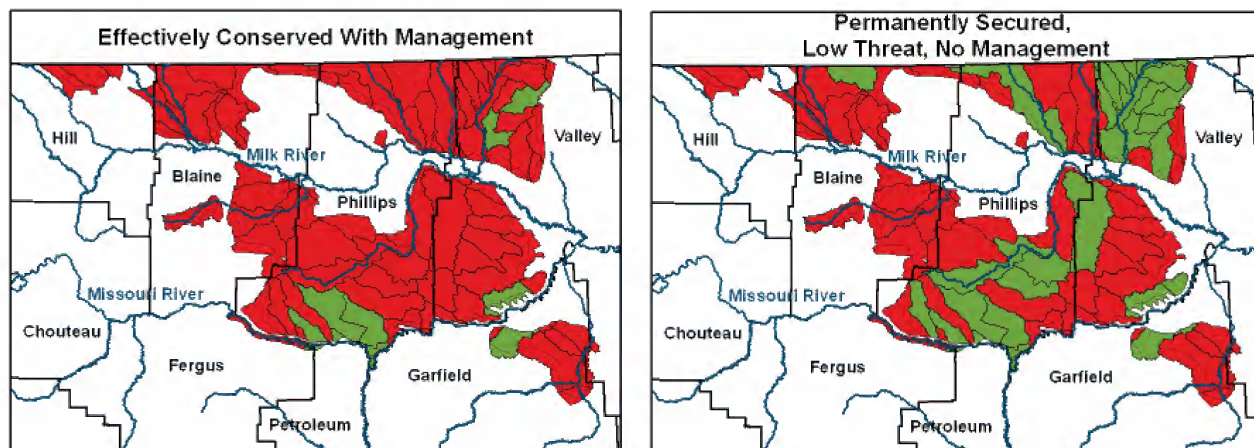 Effectively Conserved With Management
Hill
Valley
Milk River
Blaine
Phillips
Missouri River
Chouteau
Fergus
Garfield
Petroleum
Permanently Secured,
Low Threat, No Management
Hill
Valley
Milk River
Blaine
Phillips
Missouri River
Chouteau
Fergus
Garfield
Petroleum